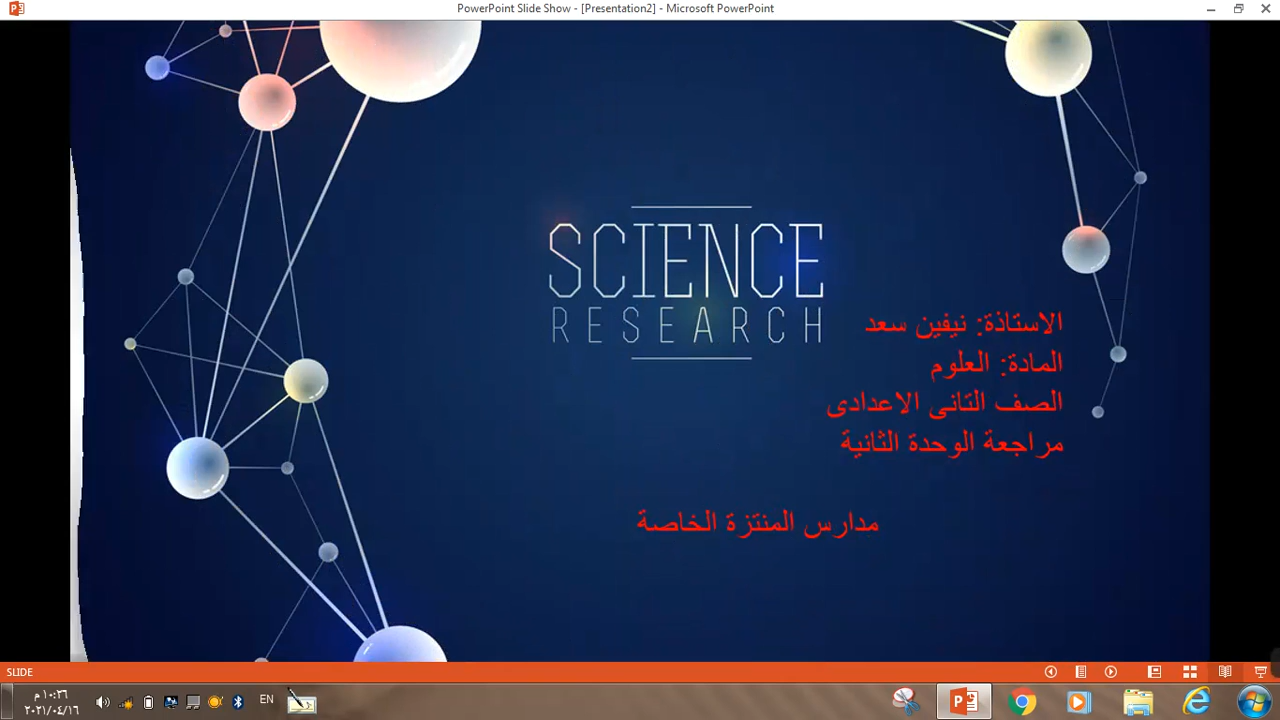 PowerPoint Slide Show - [Presentation2] - Microsoft PowerPoint
SCIENCE
RESEARCH
الاستاذة: نيفين سعد
المادة: العلوم
الصف الثانى الاعدادى
مراجعة الوحدة الثانية
مدارس المنتزة الخاصة
SLIDE
EN
١٠:٢٦ م
٢٠٢١/٠٤/١٦